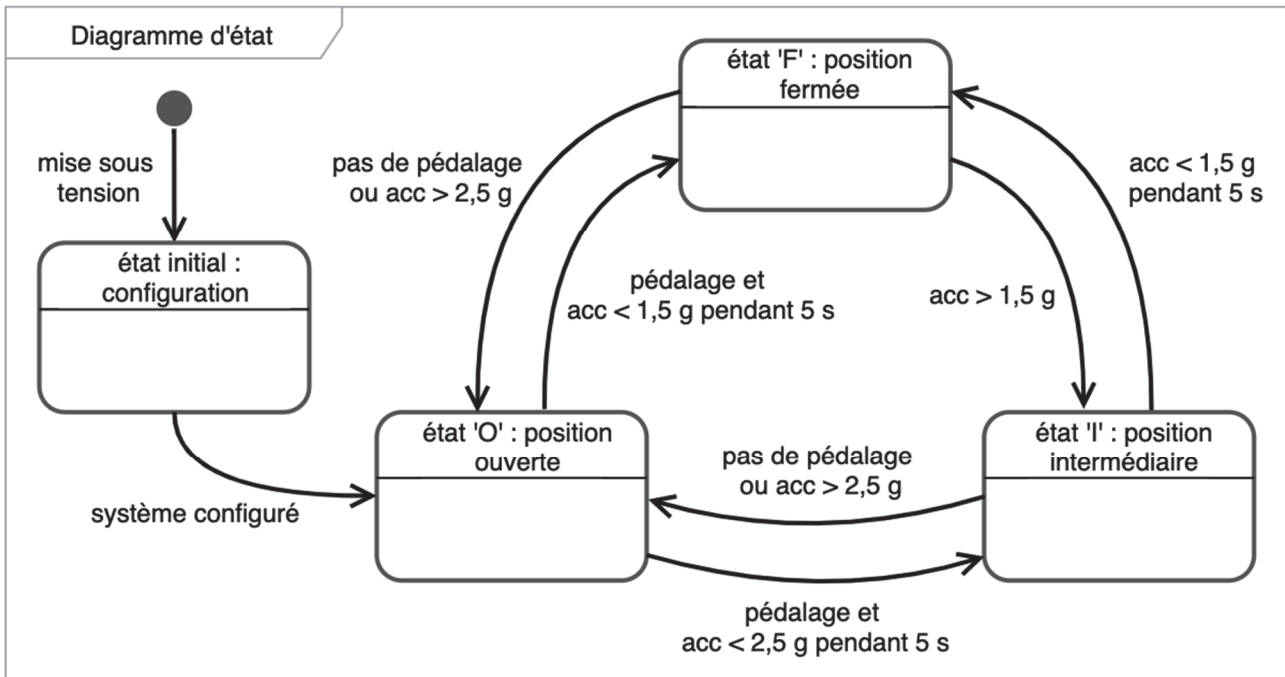 Diagramme d'état
état 'F' : position
fermée
mise sous
tension
pas de pédalage
ou acc > 2,5 g
acc < 1,5 g
pendant 5 s
état initial :
configuration
pédalage et
acc < 1,5 g pendant 5 s
acc > 1,5 g
état 'O' : position
ouverte
pas de pédalage
ou acc > 2,5 g
état 'I' : position
intermédiaire
système configuré
pédalage et
acc < 2,5 g pendant 5 s